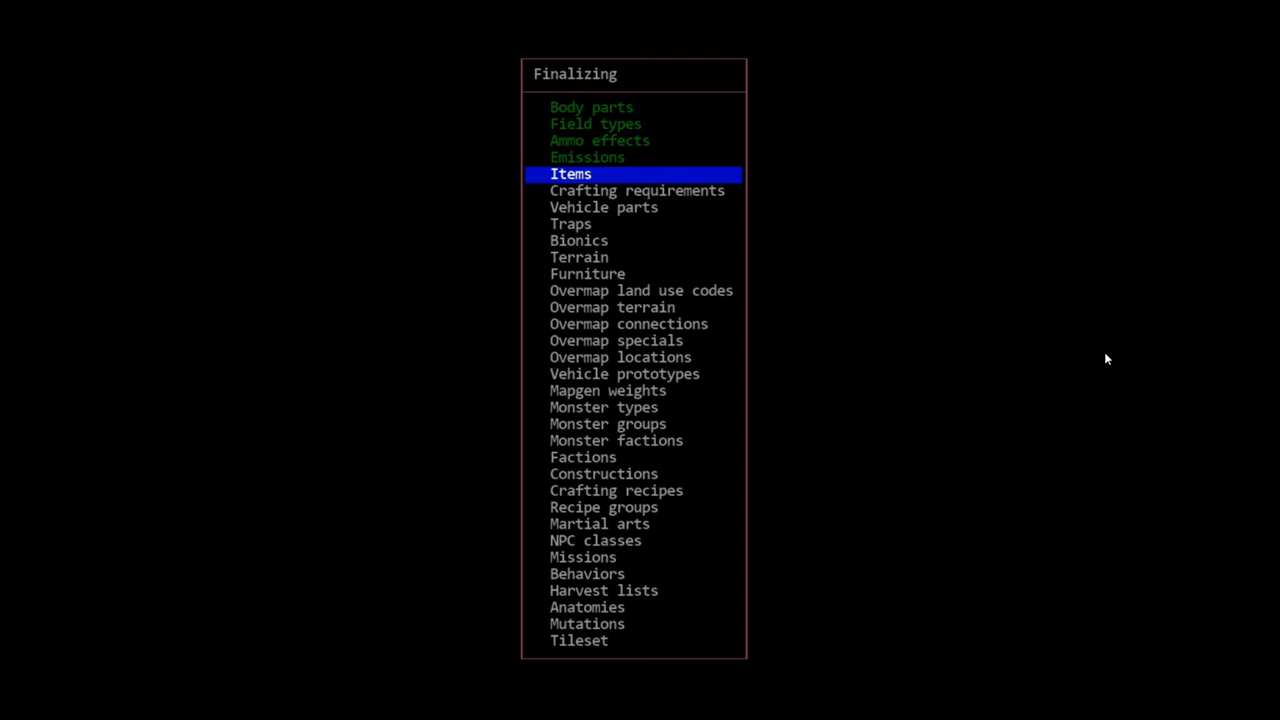 Finalizing
Body parts
Field types
Ammo effects
Emissions
Items
Crafting requirements
Vehicle parts
Traps
Bionics
Terrain
Furniture
Overmap land use codes
Overmap terrain
Overmap connections
Overmap specials
Overmap locations
Vehicle prototypes
Mapgen weights
Monster types
Monster groups
Monster factions
Factions
Constructions
Crafting recipes
Recipe groups
Martial arts
NPC classes
Missions
Behaviors
Harvest lists
Anatomies
Mutations
Tileset